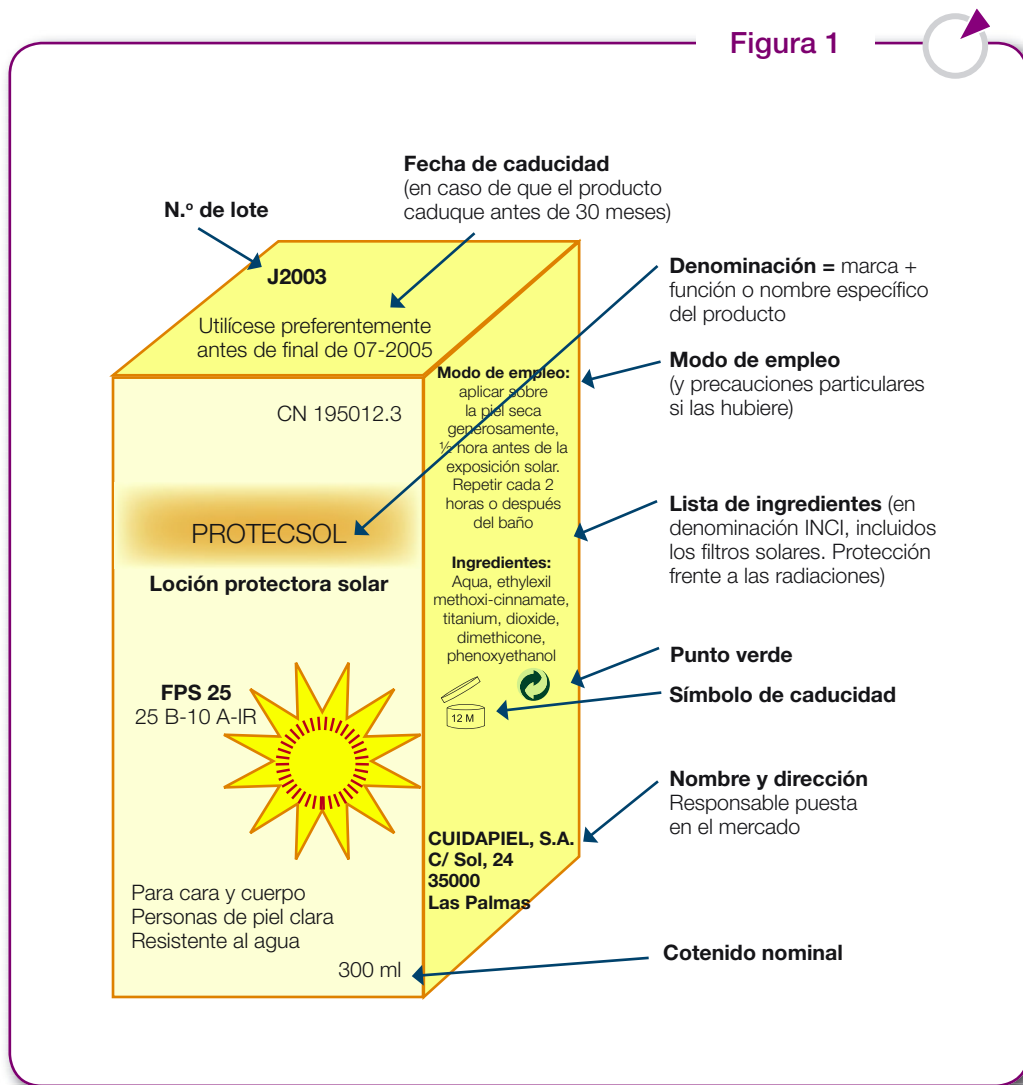 Figura 1
Fecha de caducidad
(en caso de que el producto
caduque antes de 30 meses)
N.º de lote
J2003
Utilícese preferentemente
antes de final de 07-2005
Denominación = marca +
función o nombre específico
del producto
Modo de empleo
(y precauciones particulares
si las hubiere)
CN 195012.3
PROTECSOL
Loción protectora solar
FPS 25
25 B-10 A-IR
Para cara y cuerpo
Personas de piel clara
Resistente al agua
300 ml
Modo de empleo:
aplicar sobre
la piel seca
generosamente,
½ hora antes de la
exposición solar.
Repetir cada 2
horas o después
del baño
Ingredientes:
Aqua, ethylexil
methoxi-cinnamate,
titanium, dioxide,
dimethicone,
phenoxyethanol
12 M
CUIDAPIEL, S.A.
C/ Sol, 24
35000
Las Palmas
Lista de ingredientes (en
denominación INCI, incluidos
los filtros solares. Protección
frente a las radiaciones)
Punto verde
Símbolo de caducidad
Nombre y dirección
Responsable puesta
en el mercado
Cotenido nominal